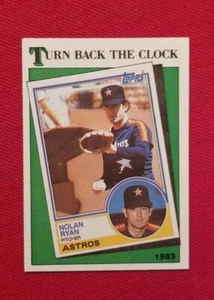 TURN BACK THE CLOCK
TOPPS
NOLAN
RYAN
PITCHER
ASTROS
1983